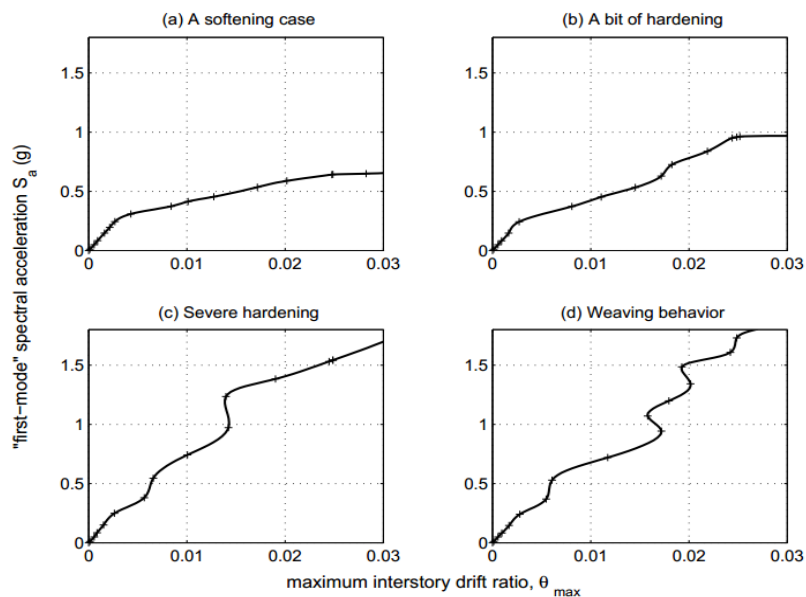 (a) A softening case
(b) A bit of hardening
1.5
1
0.5
0
0 0.01 0.02 0.03
1.5
1
0.5
0
0 0.01 0.02 0.03
"first−mode" spectral acceleration S a (g)
(c) Severe hardening
(d) Weaving behavior
1.5
1
0.5
0
0 0.01 0.02 0.03
1.5
1
0.5
0
0 0.01 0.02 0.03
maximum interstory drift ratio, θ max